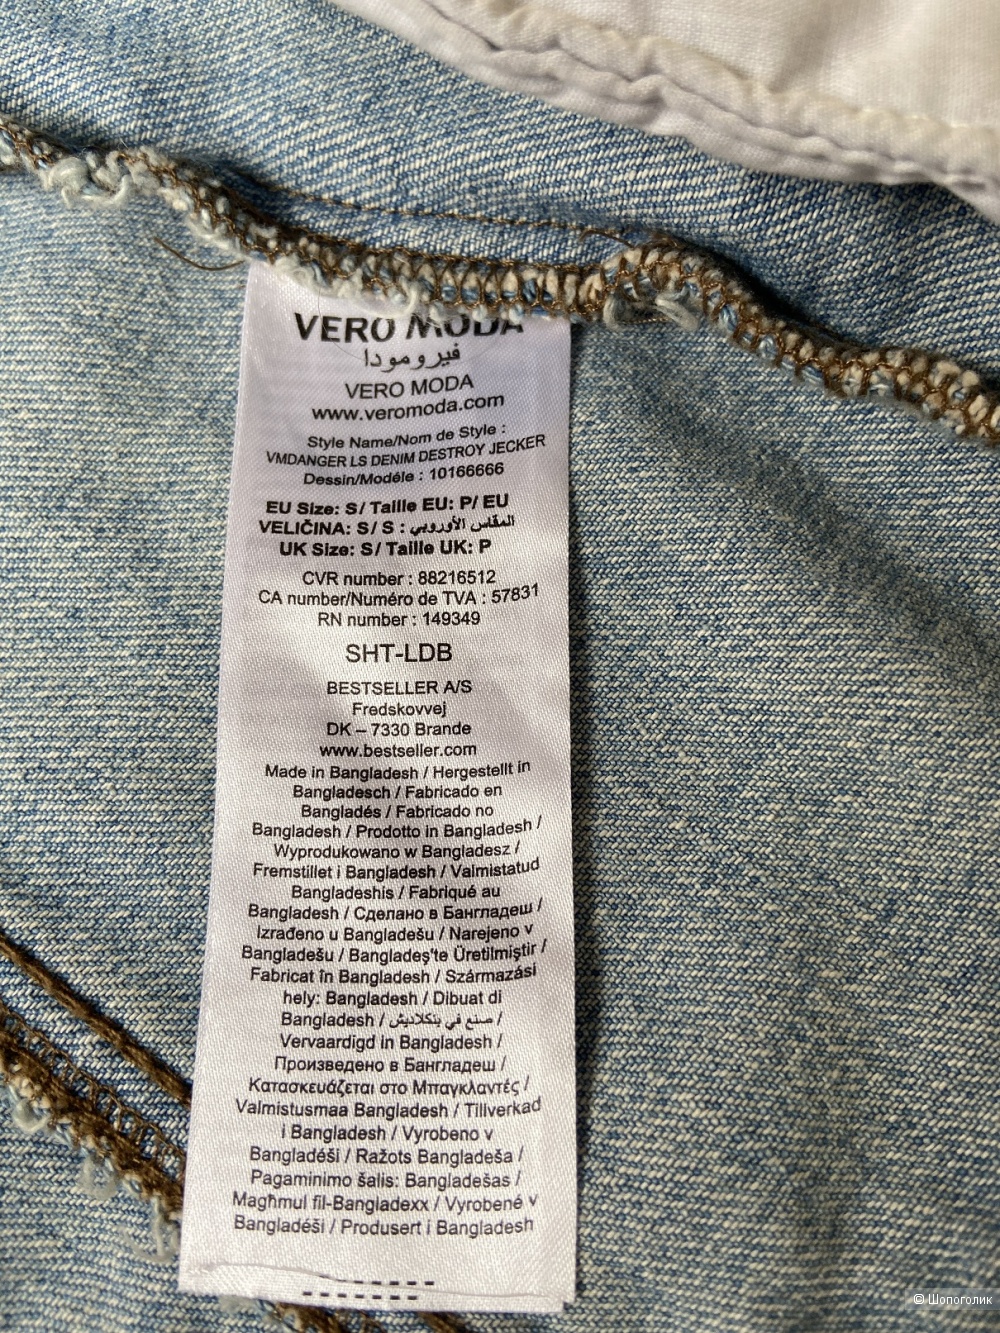 VERO MODA
فيرومودا
VERO MODA
www.veromoda.com
Style Name/Nom de Style :
VMDANGER LS DENIM DESTROY JECKER
Dessin/Modéle : 10166666
EU Size: S/ Taille EU: P/ EU
VELIČINA: S/ S : المقاس الأوروبي
UK Size: S/ Taille UK: P
CVR number : 88216512
CA number/Numéro de TVA : 57831
RN number : 149349
SHT-LDB
BESTSELLER A/S
Fredskovvej
DK – 7330 Brande
www.bestseller.com
Made in Bangladesh / Hergestellt in
Bangladesch / Fabricado en
Bangladés / Fabricado no
Bangladesh / Prodotto in Bangladesh /
Wyprodukowano w Bangladesz /
Fremstillet i Bangladesh / Valmistatud
Bangladeshis / Fabriqué au
Bangladesh / Сделано в Бангладеш /
Izrađeno u Bangladešu / Narejeno v
Bangladešu / Bangladeş'te Üretilmiştir /
Fabricat în Bangladesh / Származási
hely: Bangladesh / Dibuat di
Bangladesh / صنع في بنكلاديش /
Vervaardigd in Bangladesh /
Произведено в Бангладеш /
Κατασκευάζεται στο Μπαγκλαντές /
Valmistusmaa Bangladesh / Tillverkad
i Bangladesh / Vyrobeno v
Bangladéši / Ražots Bangladeša /
Pagaminimo šalis: Bangladešas /
Magħmul fil-Bangladexx / Vyrobené v
Bangladéši / Produsert i Bangladesh
© Шопоголик